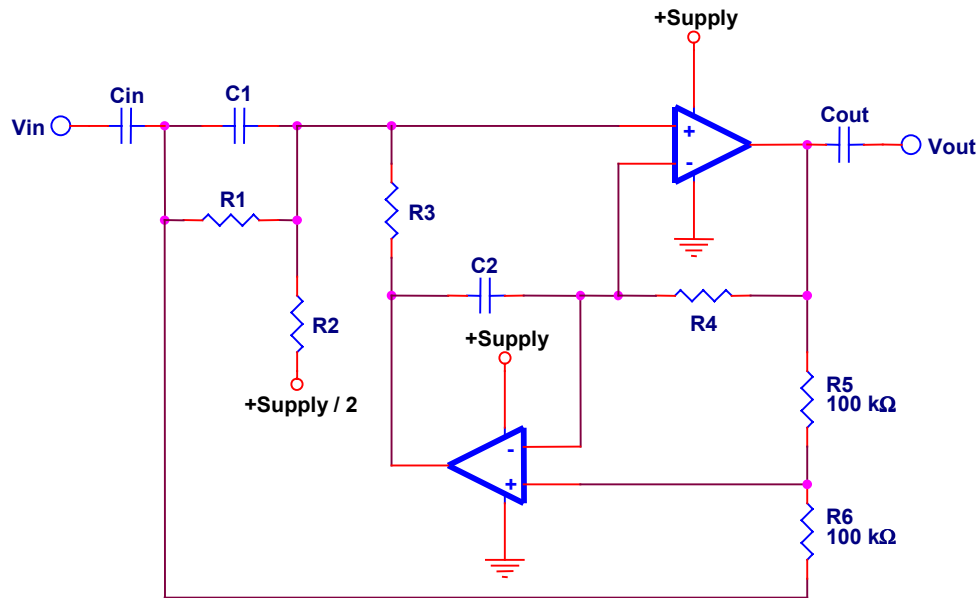 +Supply
Cin
C1
Cout
Vin
+
-
Vout
R1
R3
C2
R2
R4
+Supply
+Supply / 2
R5
100 kΩ
-
+
R6
100 kΩ